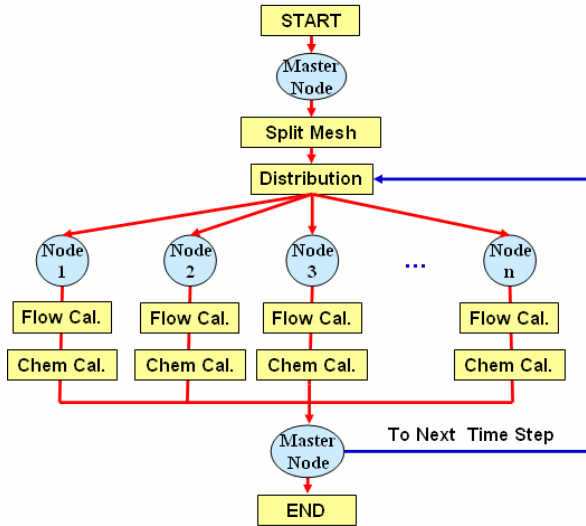 START
Master
Node
Split Mesh
Distribution
Node
1
Node
2
Node
3
...
Node
n
Flow Cal.
Flow Cal.
Flow Cal.
Flow Cal.
Chem Cal.
Chem Cal.
Chem Cal.
Chem Cal.
Master
Node
To Next Time Step
END